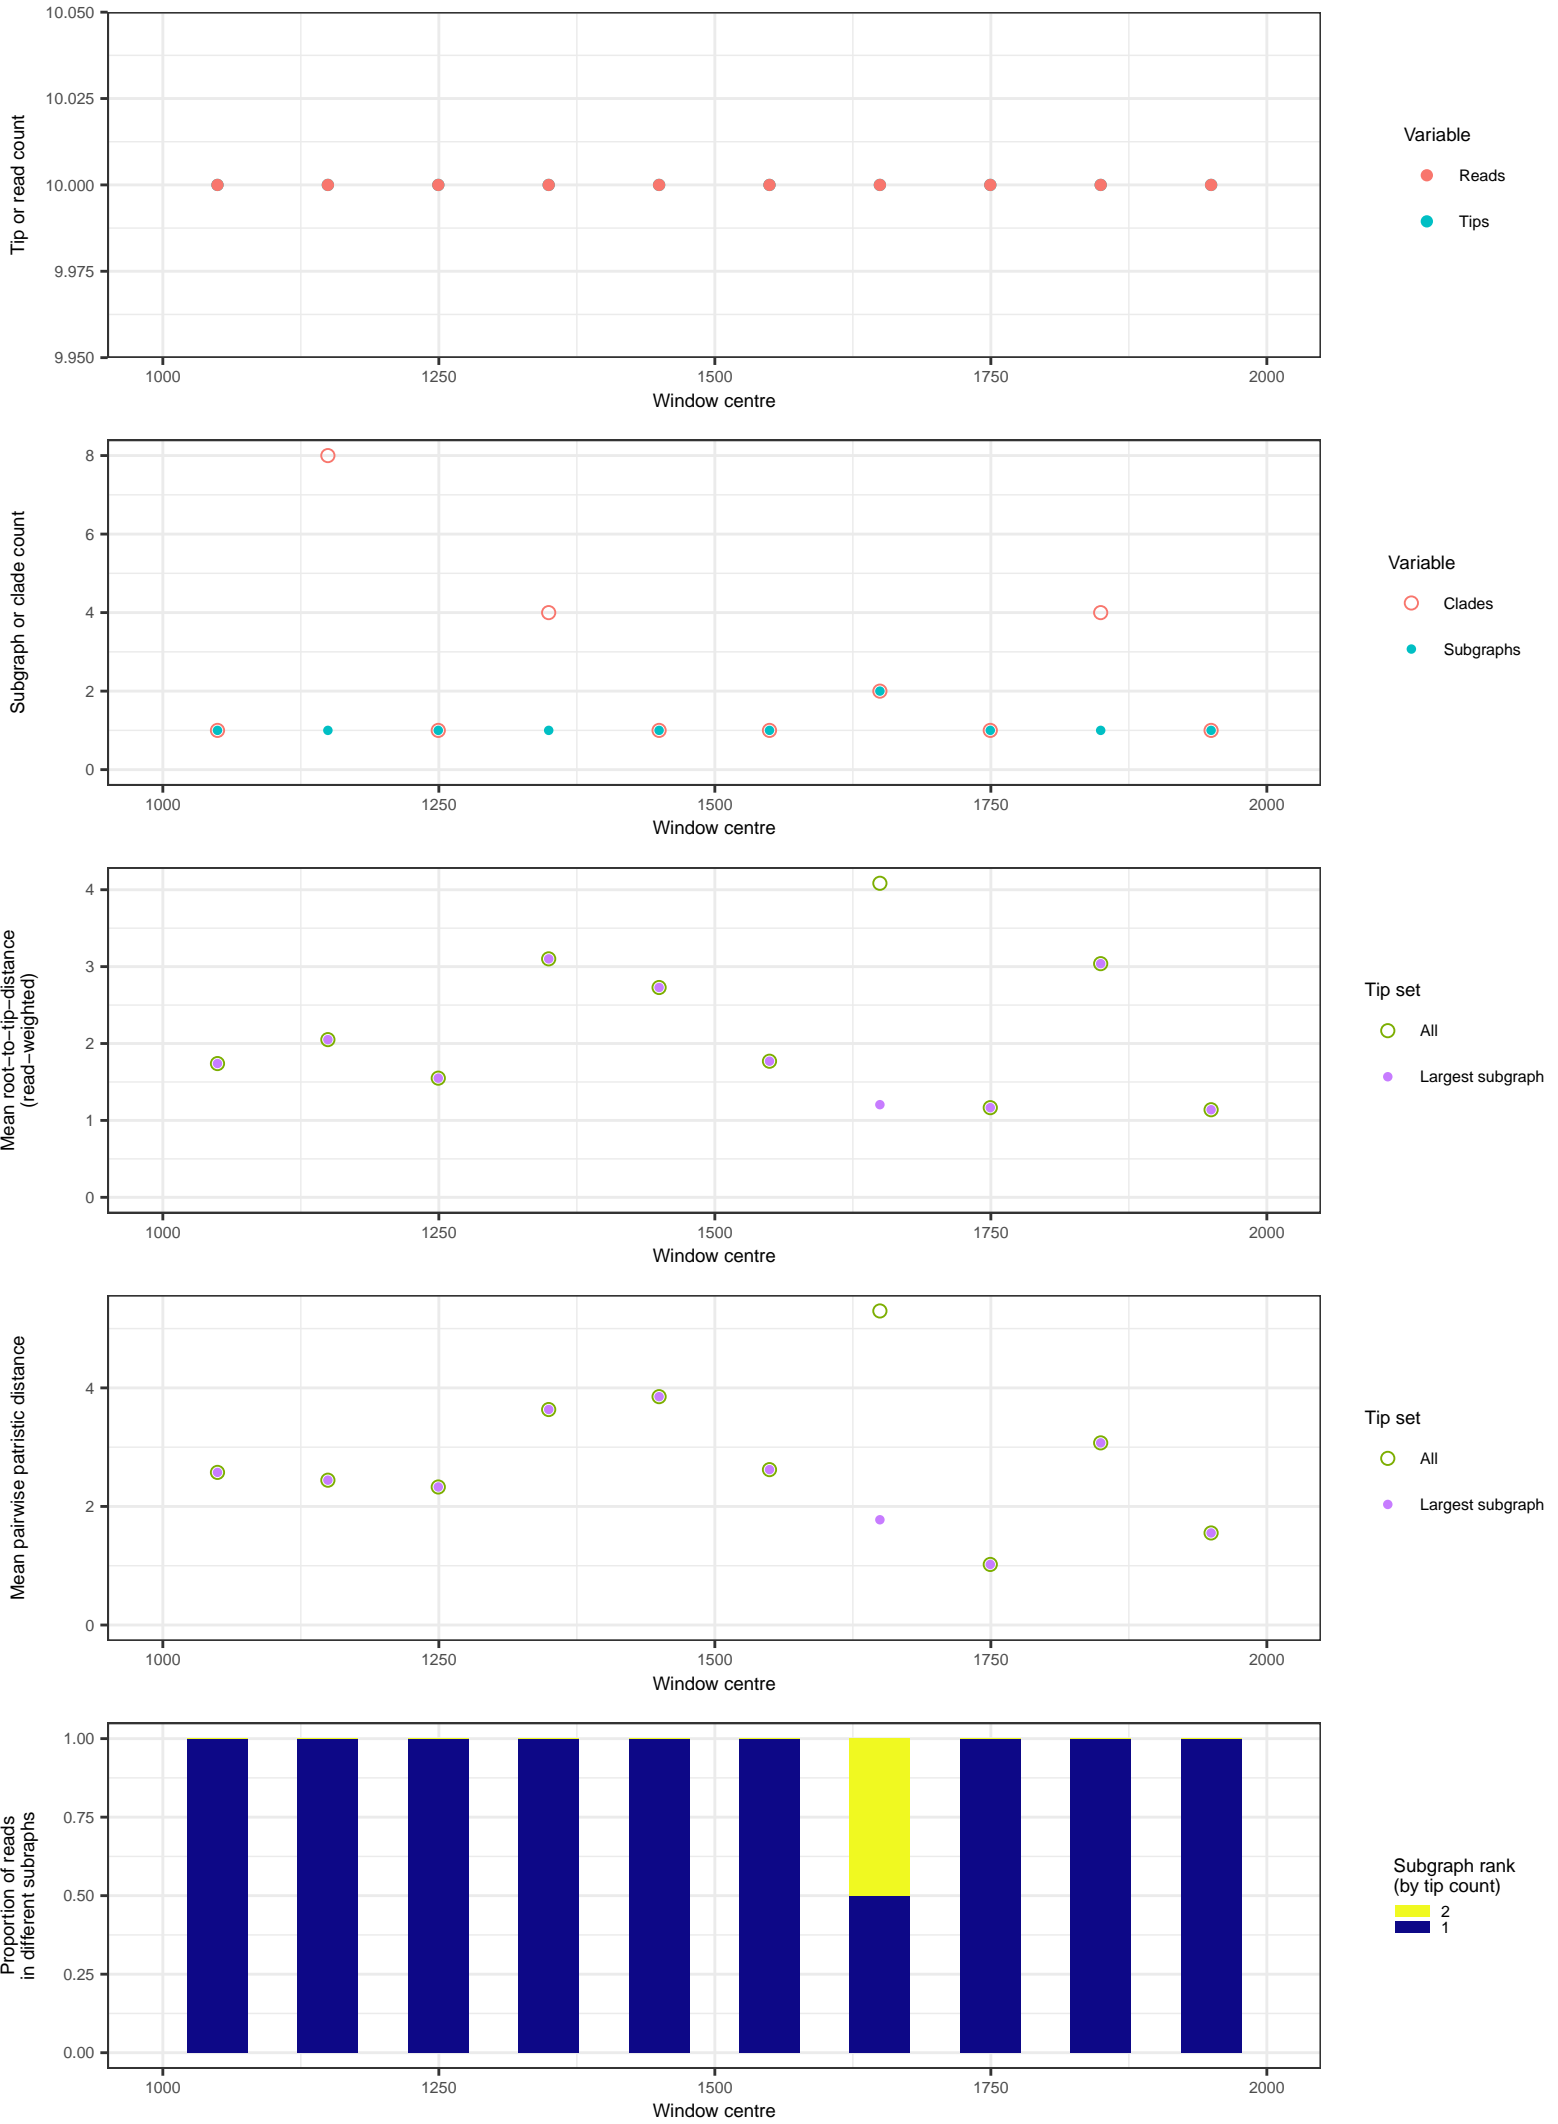 10.050
10.025
10.000
9.975
9.950
Tip or read count
1000 1250 1500 1750 2000
Window centre
Variable
Reads
Tips
8
6
4
2
0
Subgraph or clade count
1000 1250 1500 1750 2000
Window centre
Variable
Clades
Subgraphs
4
3
2
1
0
Mean root−to−tip−distance
(read−weighted)
1000 1250 1500 1750 2000
Window centre
Tip set
All
Largest subgraph
4
2
0
Mean pairwise patristic distance
1000 1250 1500 1750 2000
Window centre
Tip set
All
Largest subgraph
1.00
0.75
0.50
0.25
0.00
Proportion of reads
in different subraphs
1000 1250 1500 1750 2000
Window centre
Subgraph rank
(by tip count)
2
1